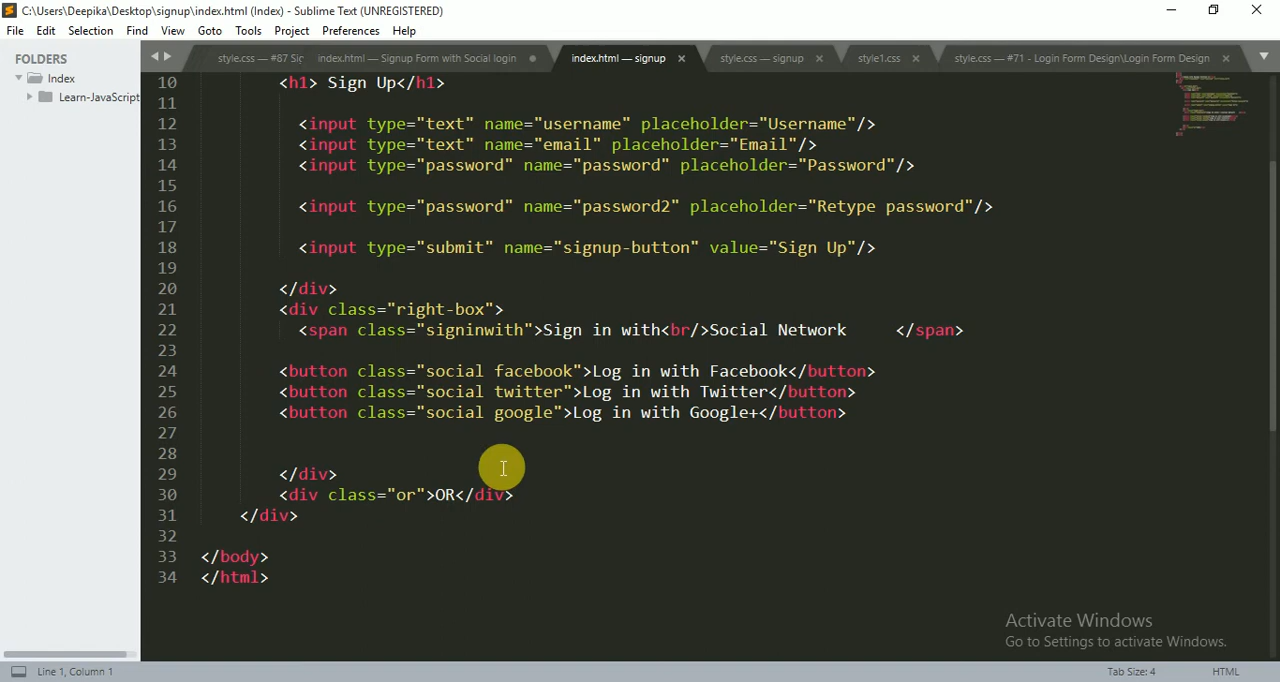 C:\Users\Deepika\Desktop\signup\index.html (Index) - Sublime Text (UNREGISTERED)
File Edit Selection Find View Goto Tools Project Preferences Help
FOLDERS
Index
Learn-JavaScript
style.css — #87 Sig index.html — Signup Form with Social login index.html — signup style.css — signup style1.css style.css — #71 - Login Form Design\Login Form Design
10 <h1> Sign Up</h1>
11
12 <input type="text" name="username" placeholder="Username"/>
13 <input type="text" name="email" placeholder="Email"/>
14 <input type="password" name="password" placeholder="Password"/>
15
16 <input type="password" name="password2" placeholder="Retype password"/>
17
18 <input type="submit" name="signup-button" value="Sign Up"/>
19
20 </div>
21 <div class="right-box">
22 <span class="signinwith">Sign in with<br/>Social Network     </span>
23
24 <button class="social facebook">Log in with Facebook</button>
25 <button class="social twitter">Log in with Twitter</button>
26 <button class="social google">Log in with Google+</button>
27
28
29 </div>
30 <div class="or">OR</div>
31 </div>
32
33 </body>
34 </html>
Activate Windows
Go to Settings to activate Windows.
Line 1, Column 1 Tab Size: 4 HTML